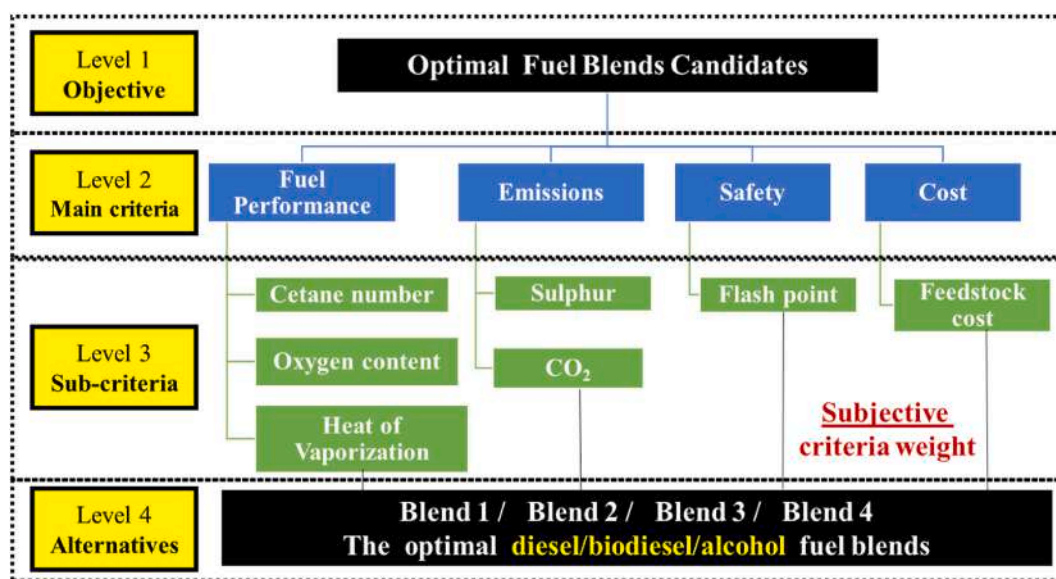 Level 1
Objective
Optimal Fuel Blends Candidates
Level 2
Main criteria
Fuel
Performance
Emissions
Safety
Cost
Level 3
Sub-criteria
Cetane number
Oxygen content
Heat of
Vaporization
Sulphur
CO₂
Flash point
Feedstock
cost
Subjective
criteria weight
Level 4
Alternatives
Blend 1 / Blend 2 / Blend 3 / Blend 4
The optimal diesel/biodiesel/alcohol fuel blends